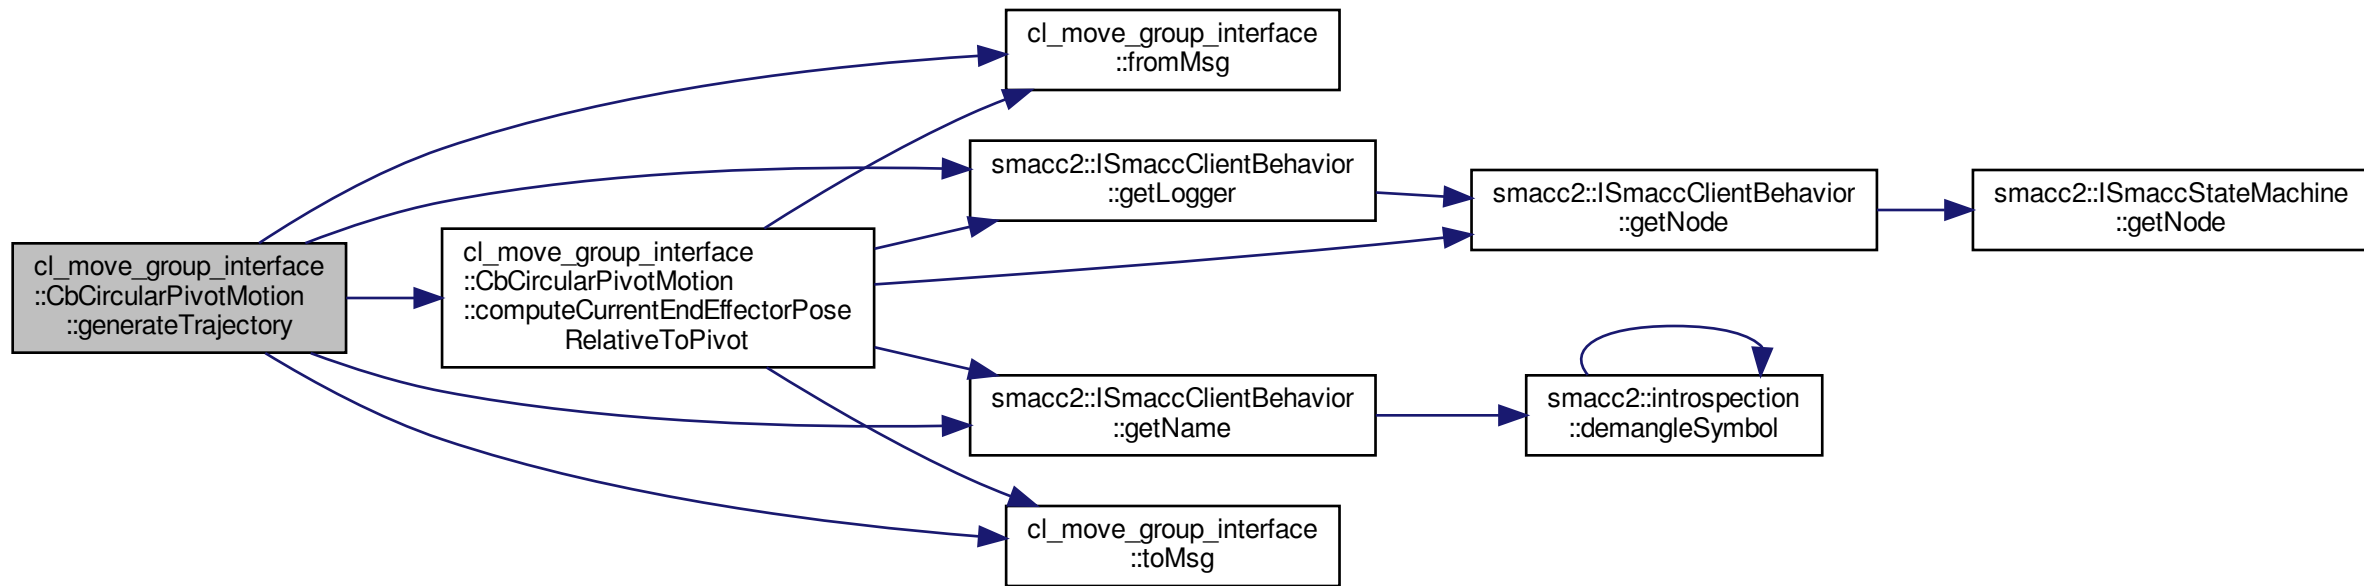 cl_move_group_interface
::CbCircularPivotMotion
::generateTrajectory
cl_move_group_interface
::CbCircularPivotMotion
::computeCurrentEndEffectorPose
RelativeToPivot
cl_move_group_interface
::fromMsg
smacc2::ISmaccClientBehavior
::getLogger
smacc2::ISmaccClientBehavior
::getName
cl_move_group_interface
::toMsg
smacc2::ISmaccClientBehavior
::getNode
smacc2::introspection
::demangleSymbol
smacc2::ISmaccStateMachine
::getNode